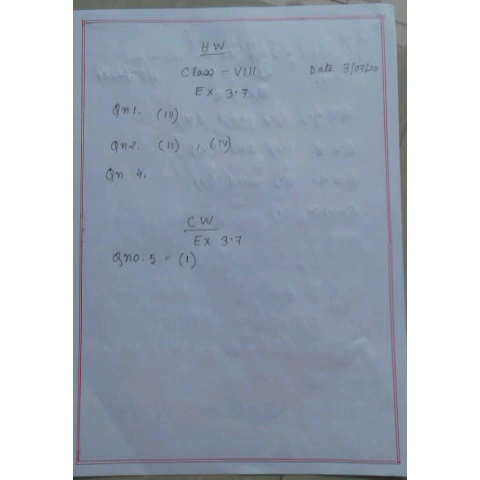 HW
Class - VIII Date 3/07/20
Ex 3.7
Qn1. (III)
Qn2. (II) , (IV)
Qn 4.
CW
Ex 3.7
Qno. 5 = (I)